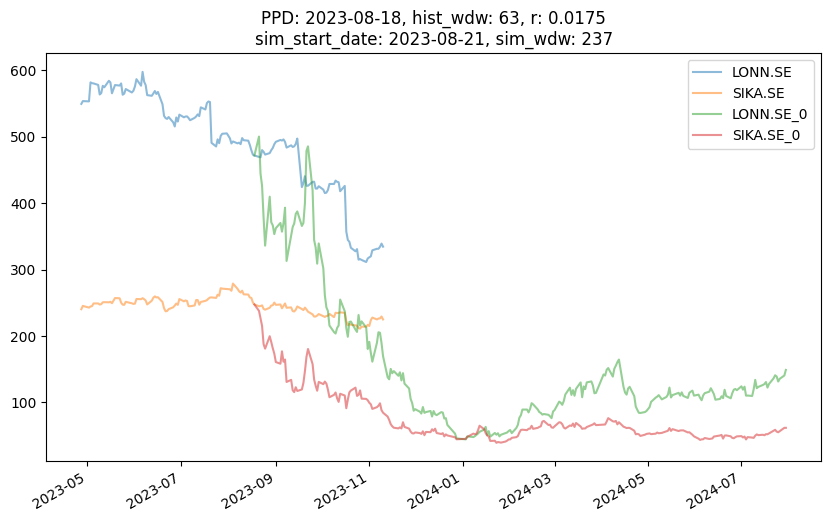 PPD: 2023-08-18, hist_wdw: 63, r: 0.0175
sim_start_date: 2023-08-21, sim_wdw: 237
LONN.SE
SIKA.SE
LONN.SE_0
SIKA.SE_0
600
500
400
300
200
100
2023-05
2023-07
2023-09
2023-11
2024-01
2024-03
2024-05
2024-07